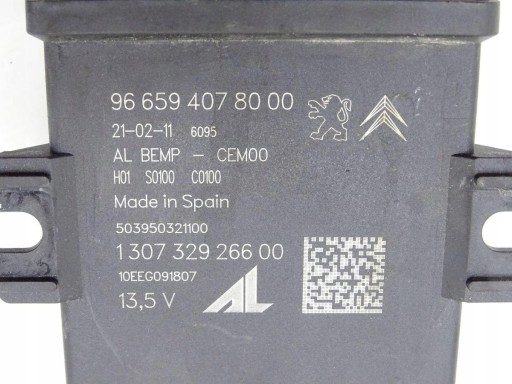 96 659 407 80 00
21-02-11 6095
AL BEMP - CEM00
H01 S0100 C0100
Made in Spain
503950321100
1 307 329 266 00
10EEG091807
13,5 V
AL